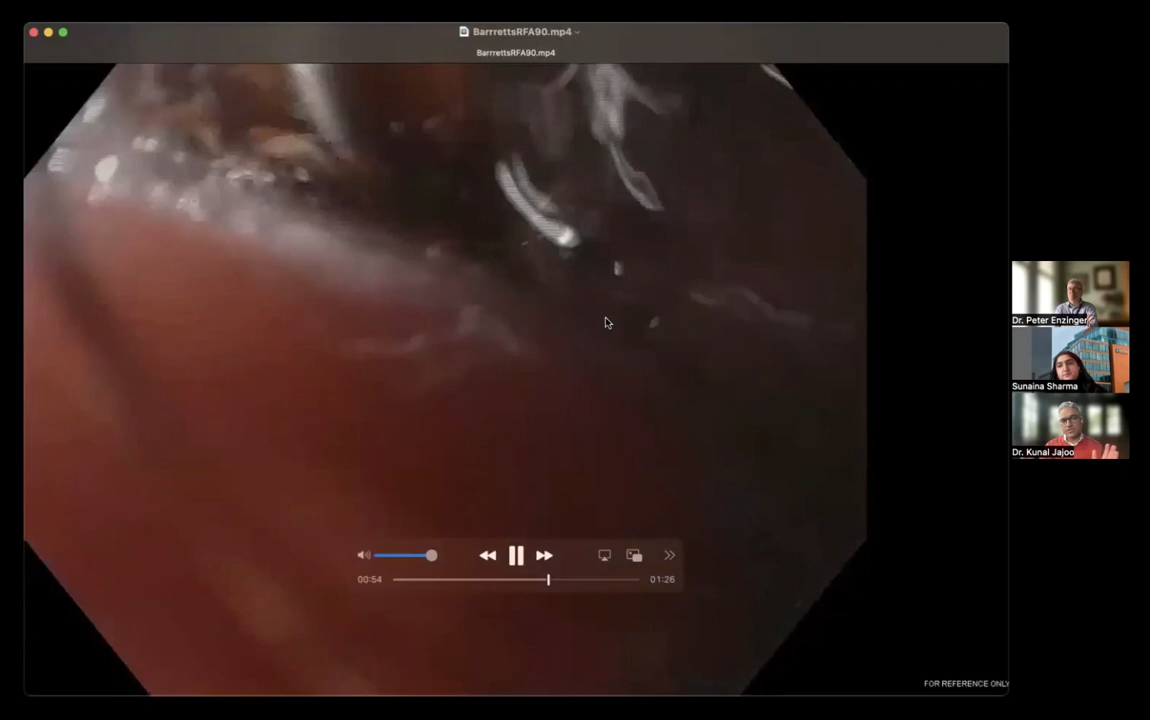 BarrrettsRFA90.mp4
BarrrettsRFA90.mp4
Dr. Peter Enzinger
Sunaina Sharma
Dr. Kunal Jajoo
00:54
01:26
FOR REFERENCE ONLY